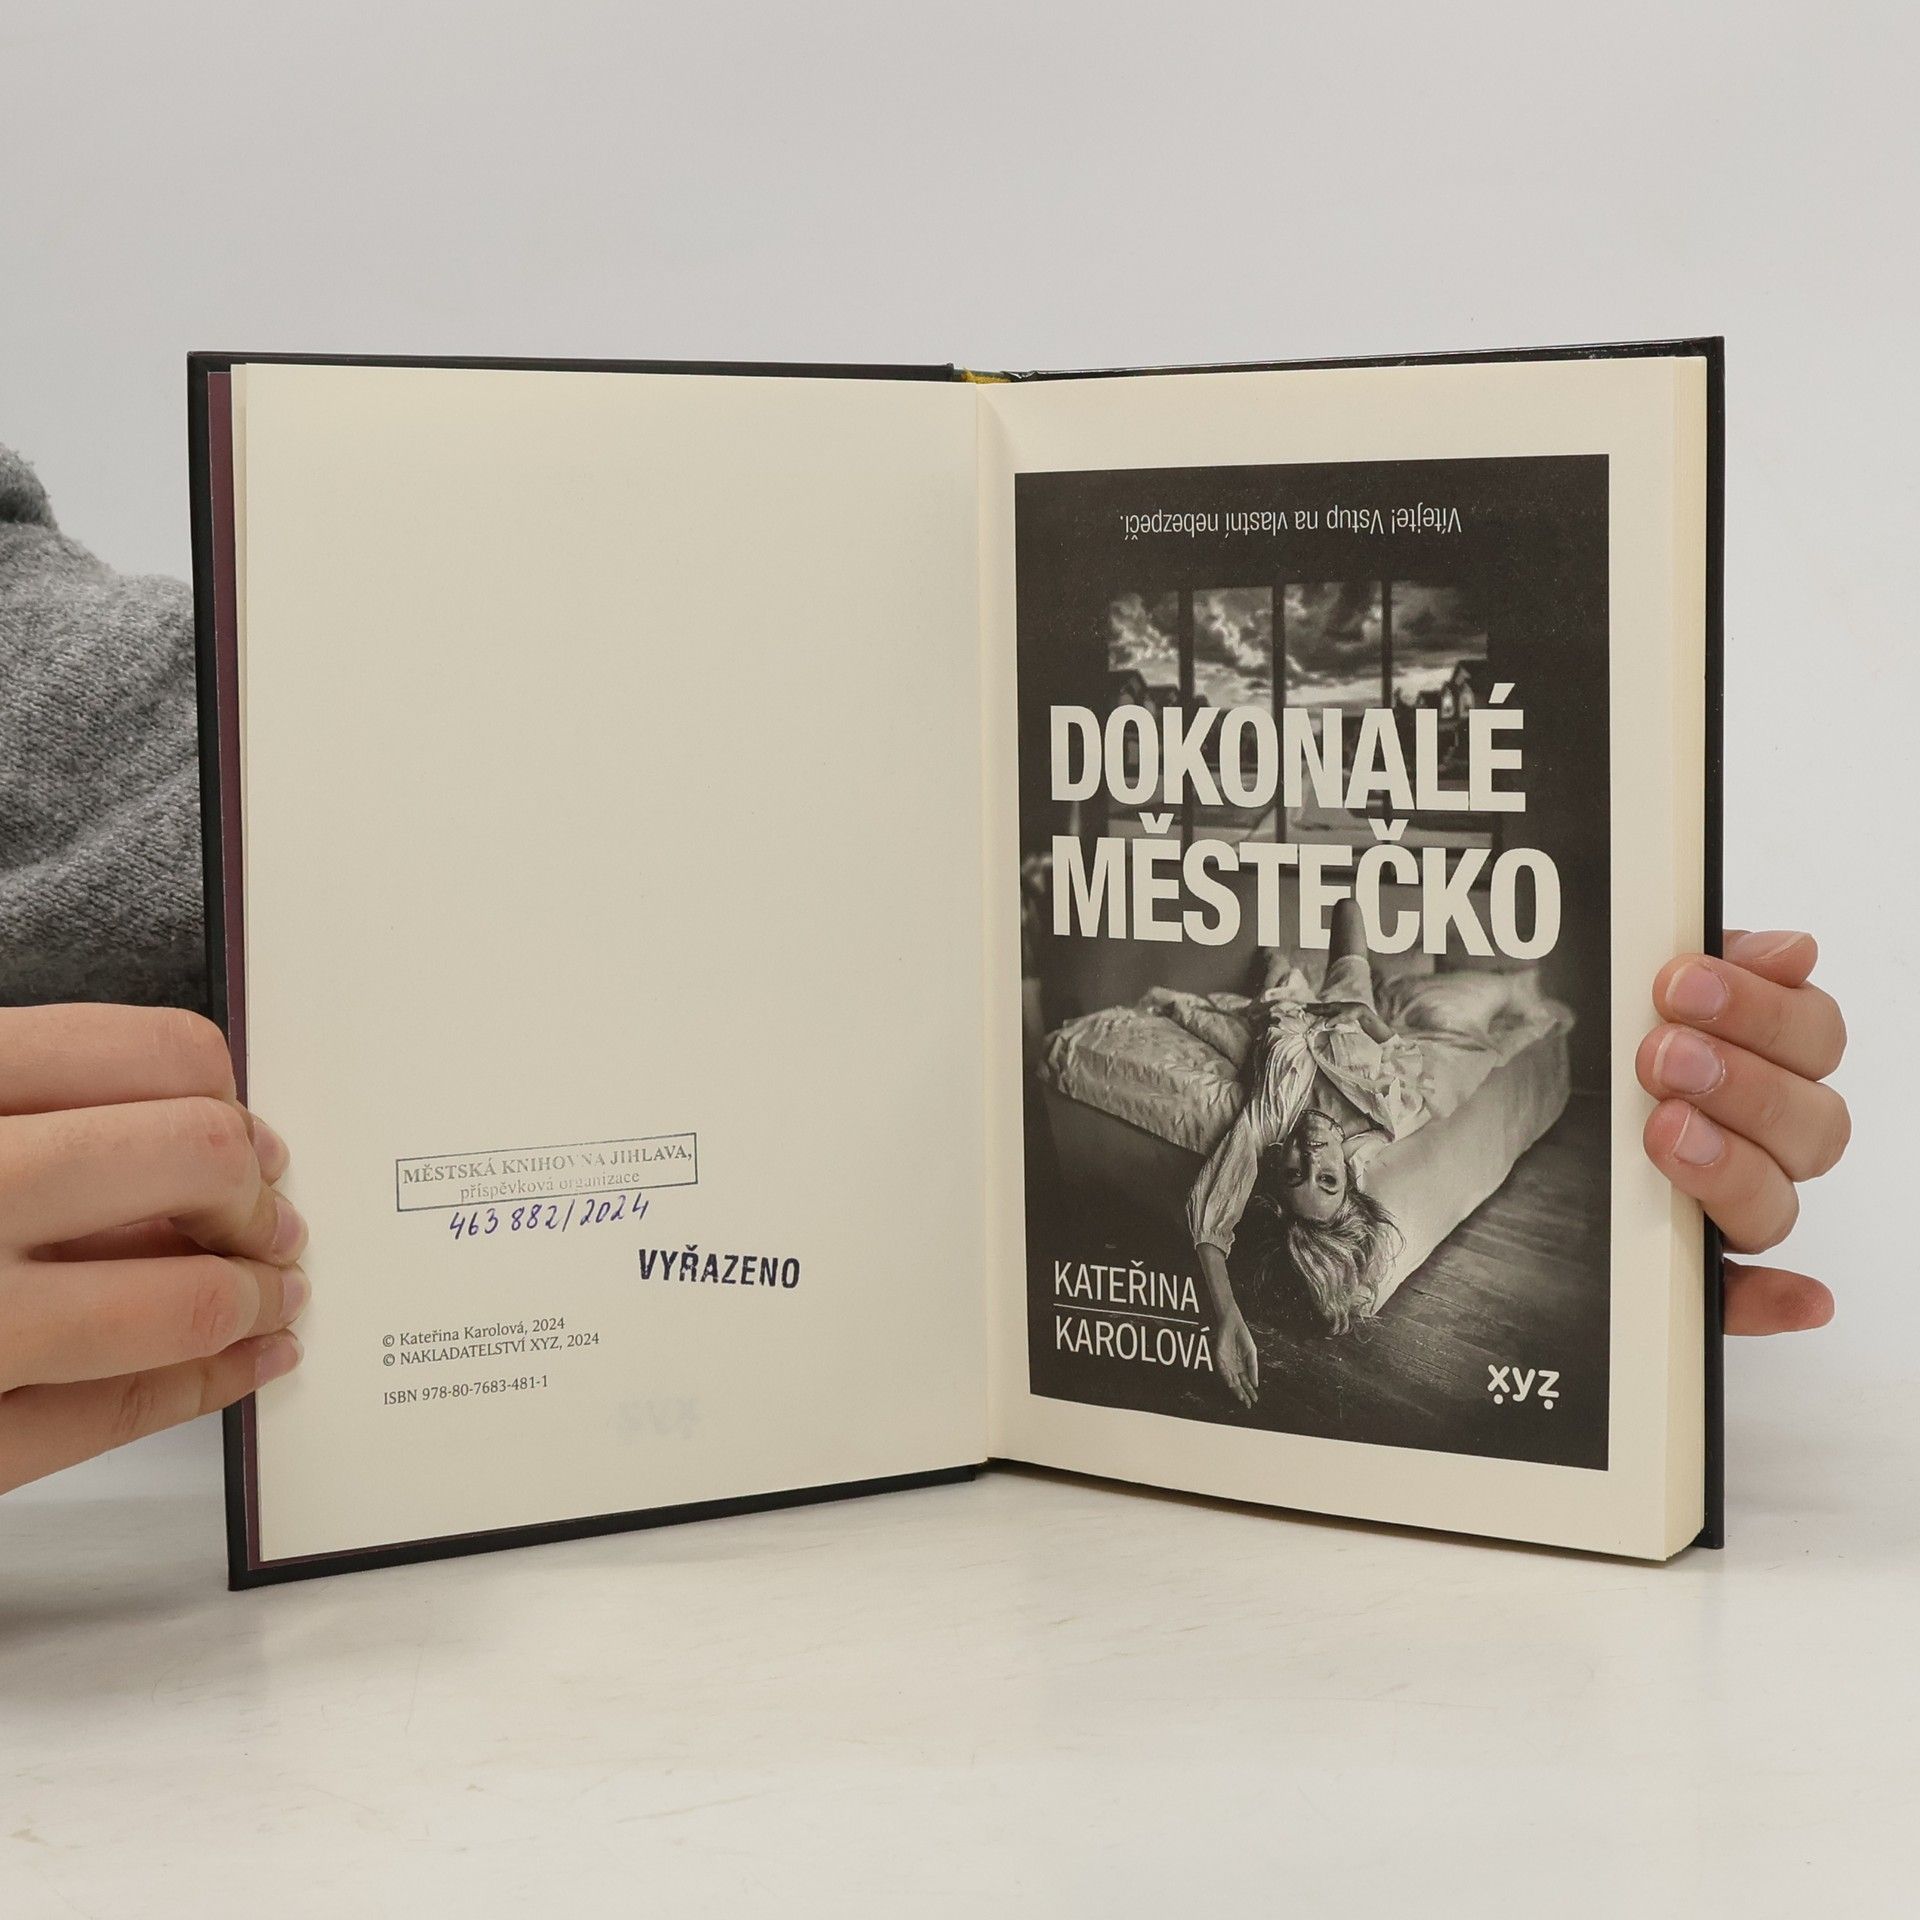 MĚSTSKÁ KNIHOVNA JIHLAVA,
příspěvková organizace
463 882/2024
VYŘAZENO
© Kateřina Karolová, 2024
© NAKLADATELSTVÍ XYZ, 2024
ISBN 978-80-7683-481-1
Vítejte! Vstup na vlastní nebezpečí.
DOKONALÉ
MĚSTEČKO
KATEŘINA
KAROLOVÁ
xyz